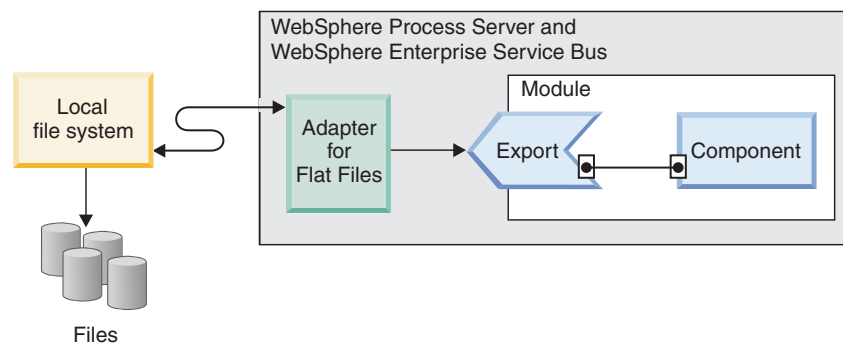 WebSphere Process Server and
WebSphere Enterprise Service Bus
Local
file system
Adapter
for
Flat Files
Module
Export
Component
Files